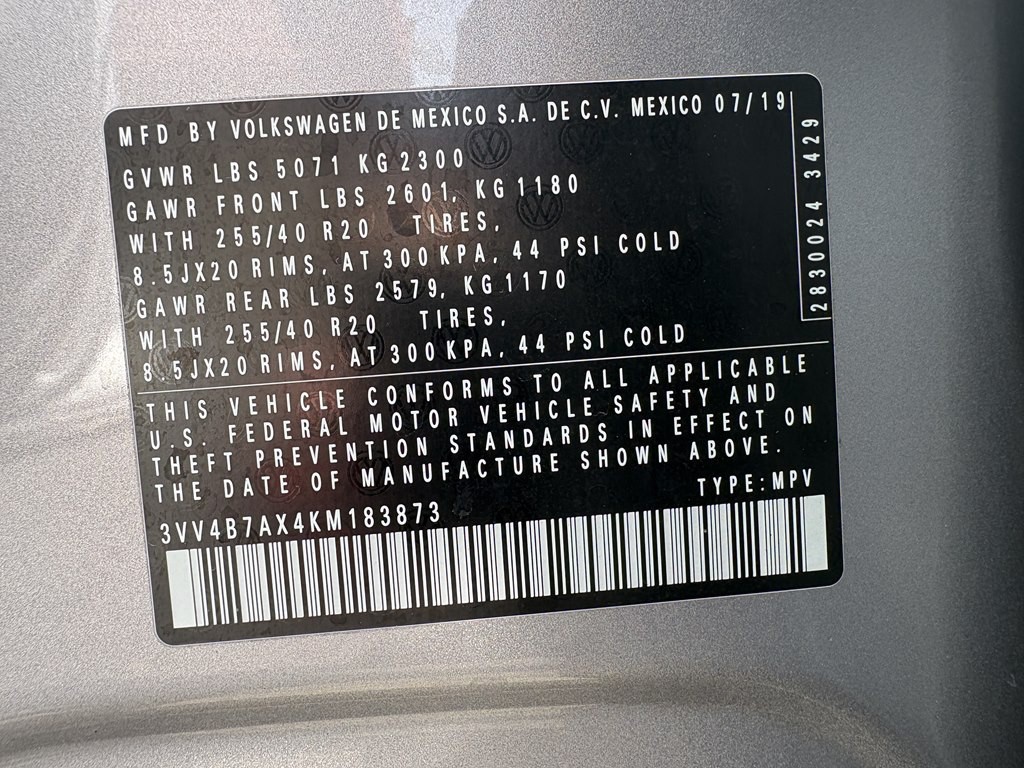 MFD BY VOLKSWAGEN DE MEXICO S.A. DE C.V. MEXICO 07/19
GVWR LBS 5071 KG 2300
GAWR FRONT LBS 2601, KG 1180
WITH 255/40 R20 TIRES,
8.5JX20 RIMS, AT 300 KPA, 44 PSI COLD
GAWR REAR LBS 2579, KG 1170
WITH 255/40 R20 TIRES,
8.5JX20 RIMS, AT 300 KPA, 44 PSI COLD
2830024 3429
THIS VEHICLE CONFORMS TO ALL APPLICABLE
U.S. FEDERAL MOTOR VEHICLE SAFETY AND
THEFT PREVENTION STANDARDS IN EFFECT ON
THE DATE OF MANUFACTURE SHOWN ABOVE.
TYPE: MPV
3VV4B7AX4KM183873